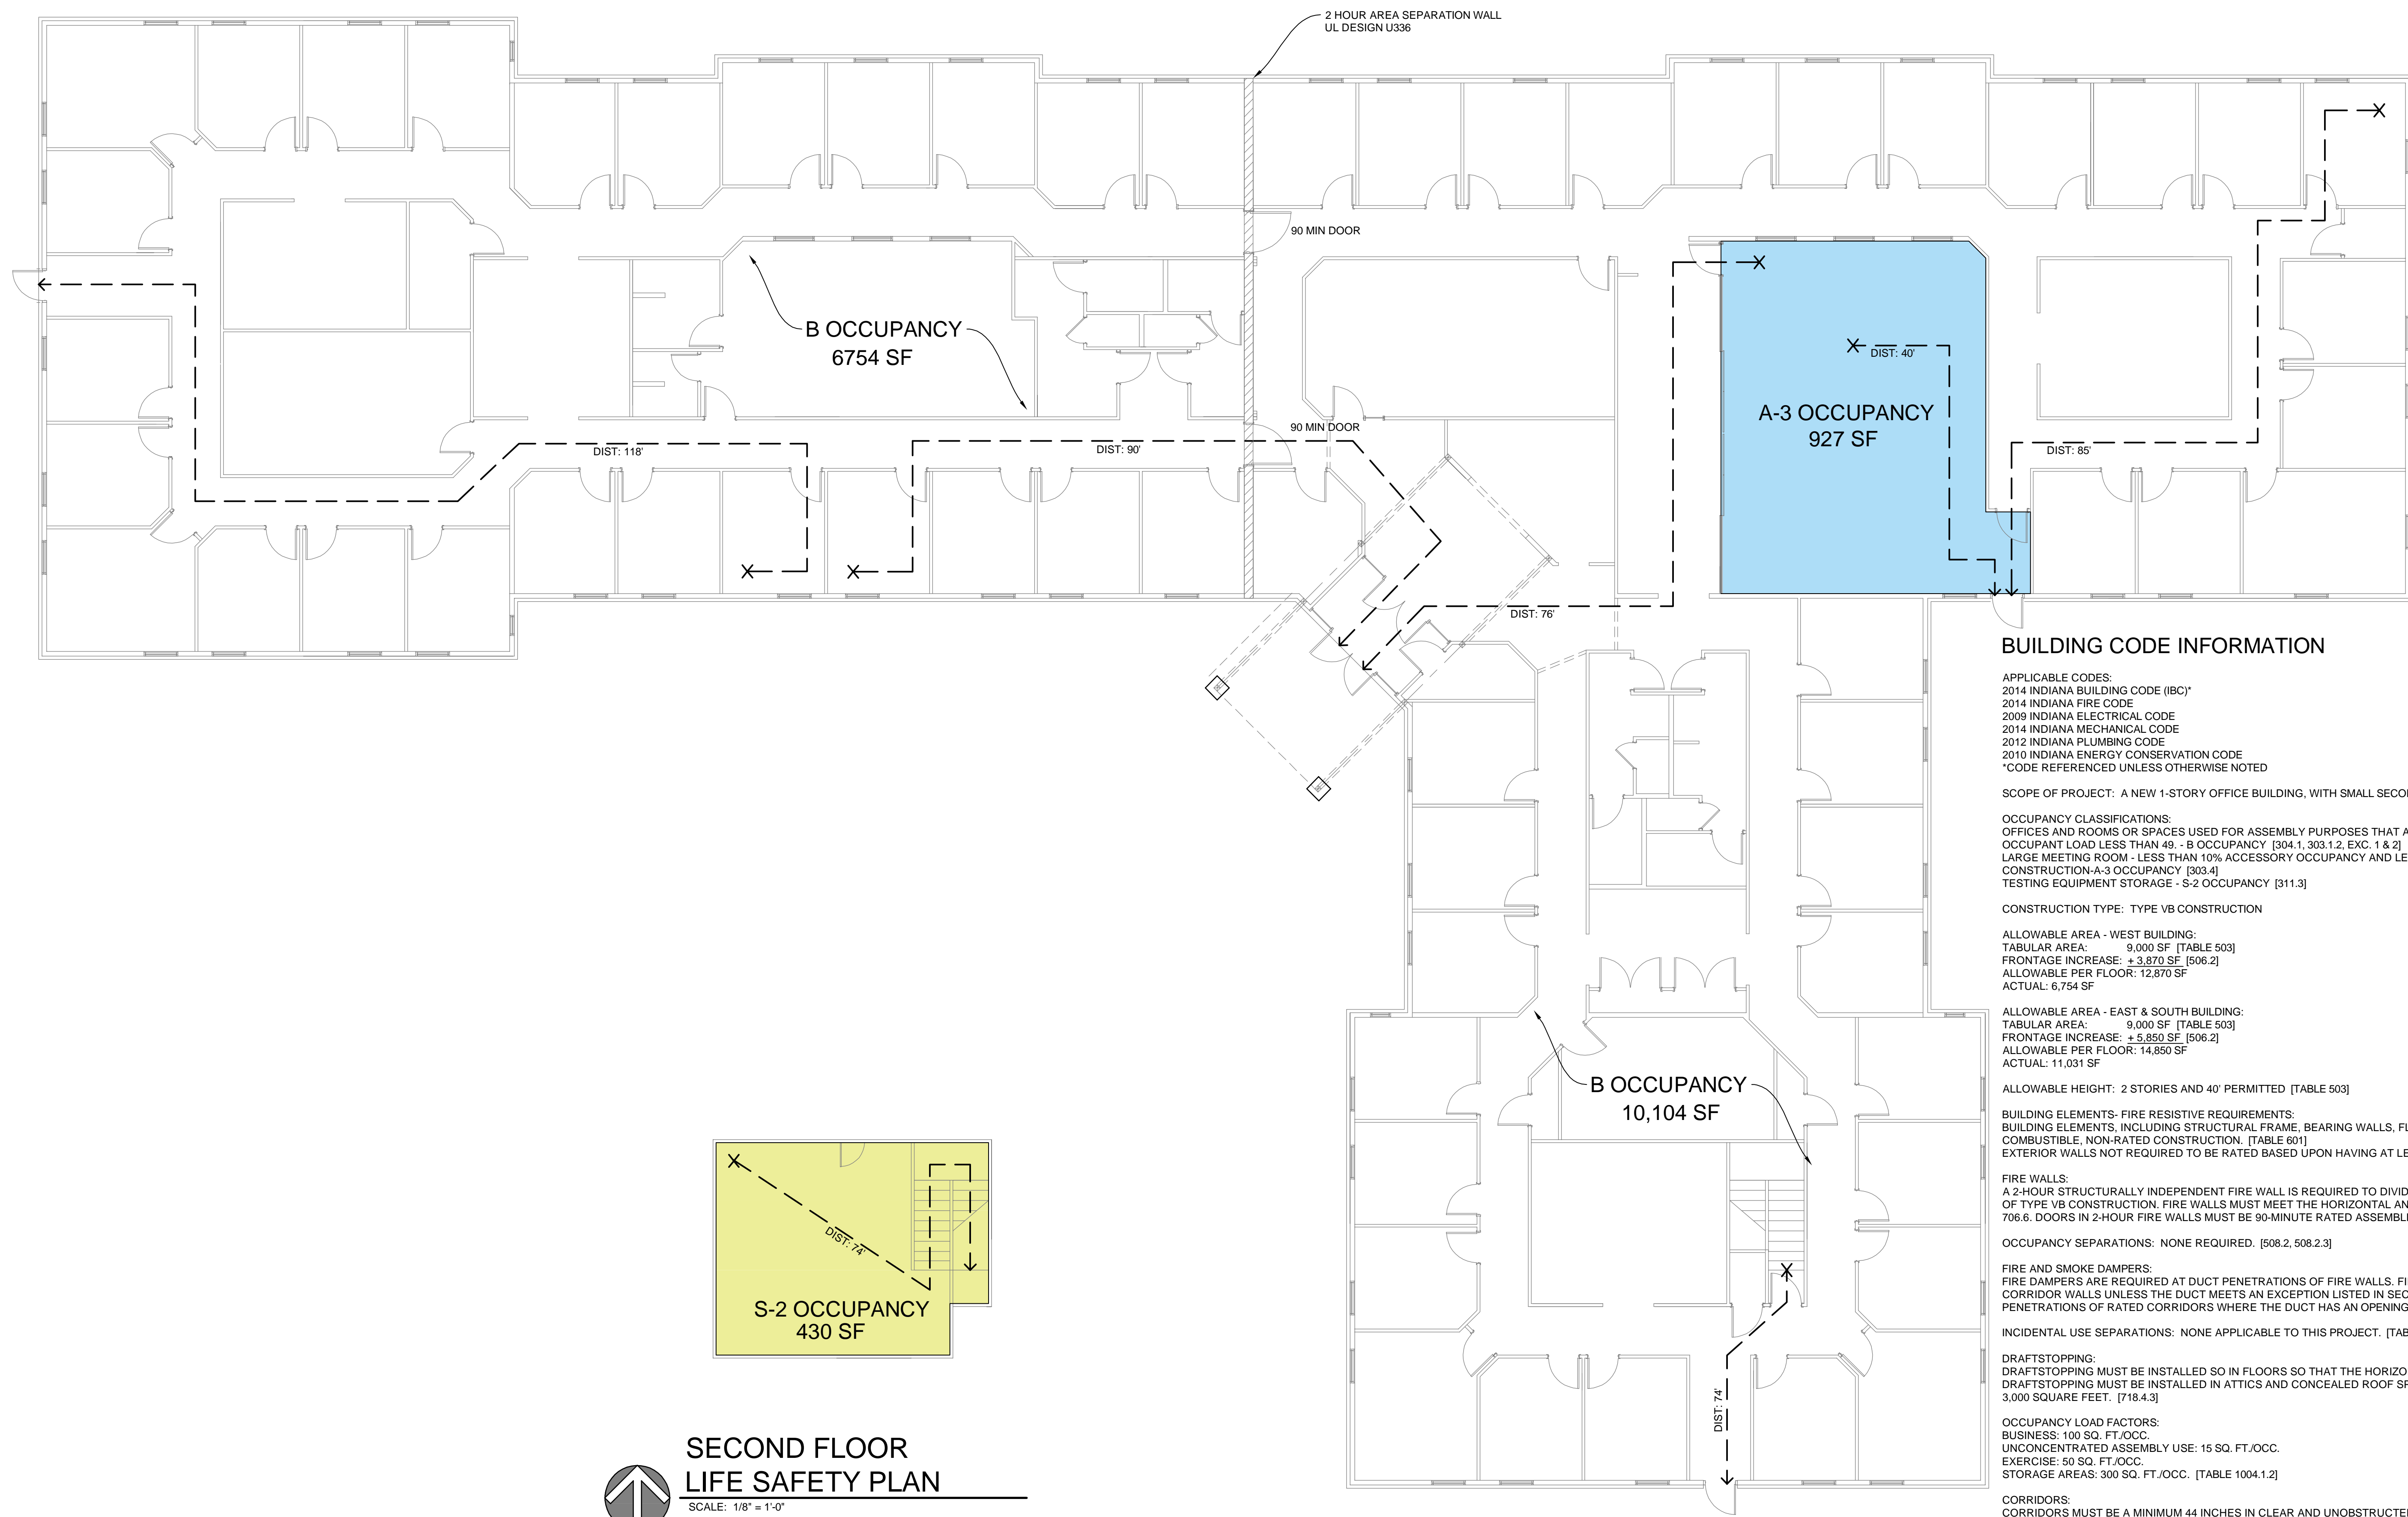 2 HOUR AREA SEPARATION WALL
UL DESIGN U336
90 MIN DOOR
B OCCUPANCY
6754 SF
DIST: 40'
A-3 OCCUPANCY
927 SF
90 MIN DOOR
DIST: 118'
DIST: 90'
DIST: 85'
DIST: 76'
BUILDING CODE INFORMATION
APPLICABLE CODES:
2014 INDIANA BUILDING CODE (IBC)*
2014 INDIANA FIRE CODE
2009 INDIANA ELECTRICAL CODE
2014 INDIANA MECHANICAL CODE
2012 INDIANA PLUMBING CODE
2010 INDIANA ENERGY CONSERVATION CODE
*CODE REFERENCED UNLESS OTHERWISE NOTED
SCOPE OF PROJECT: A NEW 1-STORY OFFICE BUILDING, WITH SMALL SECO
OCCUPANCY CLASSIFICATIONS:
OFFICES AND ROOMS OR SPACES USED FOR ASSEMBLY PURPOSES THAT A
OCCUPANT LOAD LESS THAN 49. - B OCCUPANCY [304.1, 303.1.2, EXC. 1 & 2]
LARGE MEETING ROOM - LESS THAN 10% ACCESSORY OCCUPANCY AND LE
CONSTRUCTION-A-3 OCCUPANCY [303.4]
TESTING EQUIPMENT STORAGE - S-2 OCCUPANCY [311.3]
CONSTRUCTION TYPE: TYPE VB CONSTRUCTION
ALLOWABLE AREA - WEST BUILDING:
TABULAR AREA: 9,000 SF [TABLE 503]
FRONTAGE INCREASE: + 3,870 SF [506.2]
ALLOWABLE PER FLOOR: 12,870 SF
ACTUAL: 6,754 SF
ALLOWABLE AREA - EAST & SOUTH BUILDING:
TABULAR AREA: 9,000 SF [TABLE 503]
FRONTAGE INCREASE: + 5,850 SF [506.2]
ALLOWABLE PER FLOOR: 14,850 SF
ACTUAL: 11,031 SF
ALLOWABLE HEIGHT: 2 STORIES AND 40' PERMITTED [TABLE 503]
BUILDING ELEMENTS- FIRE RESISTIVE REQUIREMENTS:
BUILDING ELEMENTS, INCLUDING STRUCTURAL FRAME, BEARING WALLS, FL
COMBUSTIBLE, NON-RATED CONSTRUCTION. [TABLE 601]
EXTERIOR WALLS NOT REQUIRED TO BE RATED BASED UPON HAVING AT LE
FIRE WALLS:
A 2-HOUR STRUCTURALLY INDEPENDENT FIRE WALL IS REQUIRED TO DIVID
OF TYPE VB CONSTRUCTION. FIRE WALLS MUST MEET THE HORIZONTAL AN
706.6. DOORS IN 2-HOUR FIRE WALLS MUST BE 90-MINUTE RATED ASSEMBL
OCCUPANCY SEPARATIONS: NONE REQUIRED. [508.2, 508.2.3]
FIRE AND SMOKE DAMPERS:
FIRE DAMPERS ARE REQUIRED AT DUCT PENETRATIONS OF FIRE WALLS. FI
CORRIDOR WALLS UNLESS THE DUCT MEETS AN EXCEPTION LISTED IN SEC
PENETRATIONS OF RATED CORRIDORS WHERE THE DUCT HAS AN OPENING
INCIDENTAL USE SEPARATIONS: NONE APPLICABLE TO THIS PROJECT. [TAB
DRAFTSTOPPING:
DRAFTSTOPPING MUST BE INSTALLED SO IN FLOORS SO THAT THE HORIZO
DRAFTSTOPPING MUST BE INSTALLED IN ATTICS AND CONCEALED ROOF SP
3,000 SQUARE FEET. [718.4.3]
OCCUPANCY LOAD FACTORS:
BUSINESS: 100 SQ. FT./OCC.
UNCONCENTRATED ASSEMBLY USE: 15 SQ. FT./OCC.
EXERCISE: 50 SQ. FT./OCC.
STORAGE AREAS: 300 SQ. FT./OCC. [TABLE 1004.1.2]
CORRIDORS:
CORRIDORS MUST BE A MINIMUM 44 INCHES IN CLEAR AND UNOBSTRUCTE
B OCCUPANCY
10,104 SF
DIST: 74'
DIST: 74'
S-2 OCCUPANCY
430 SF
SECOND FLOOR
LIFE SAFETY PLAN
SCALE: 1/8" = 1'-0"